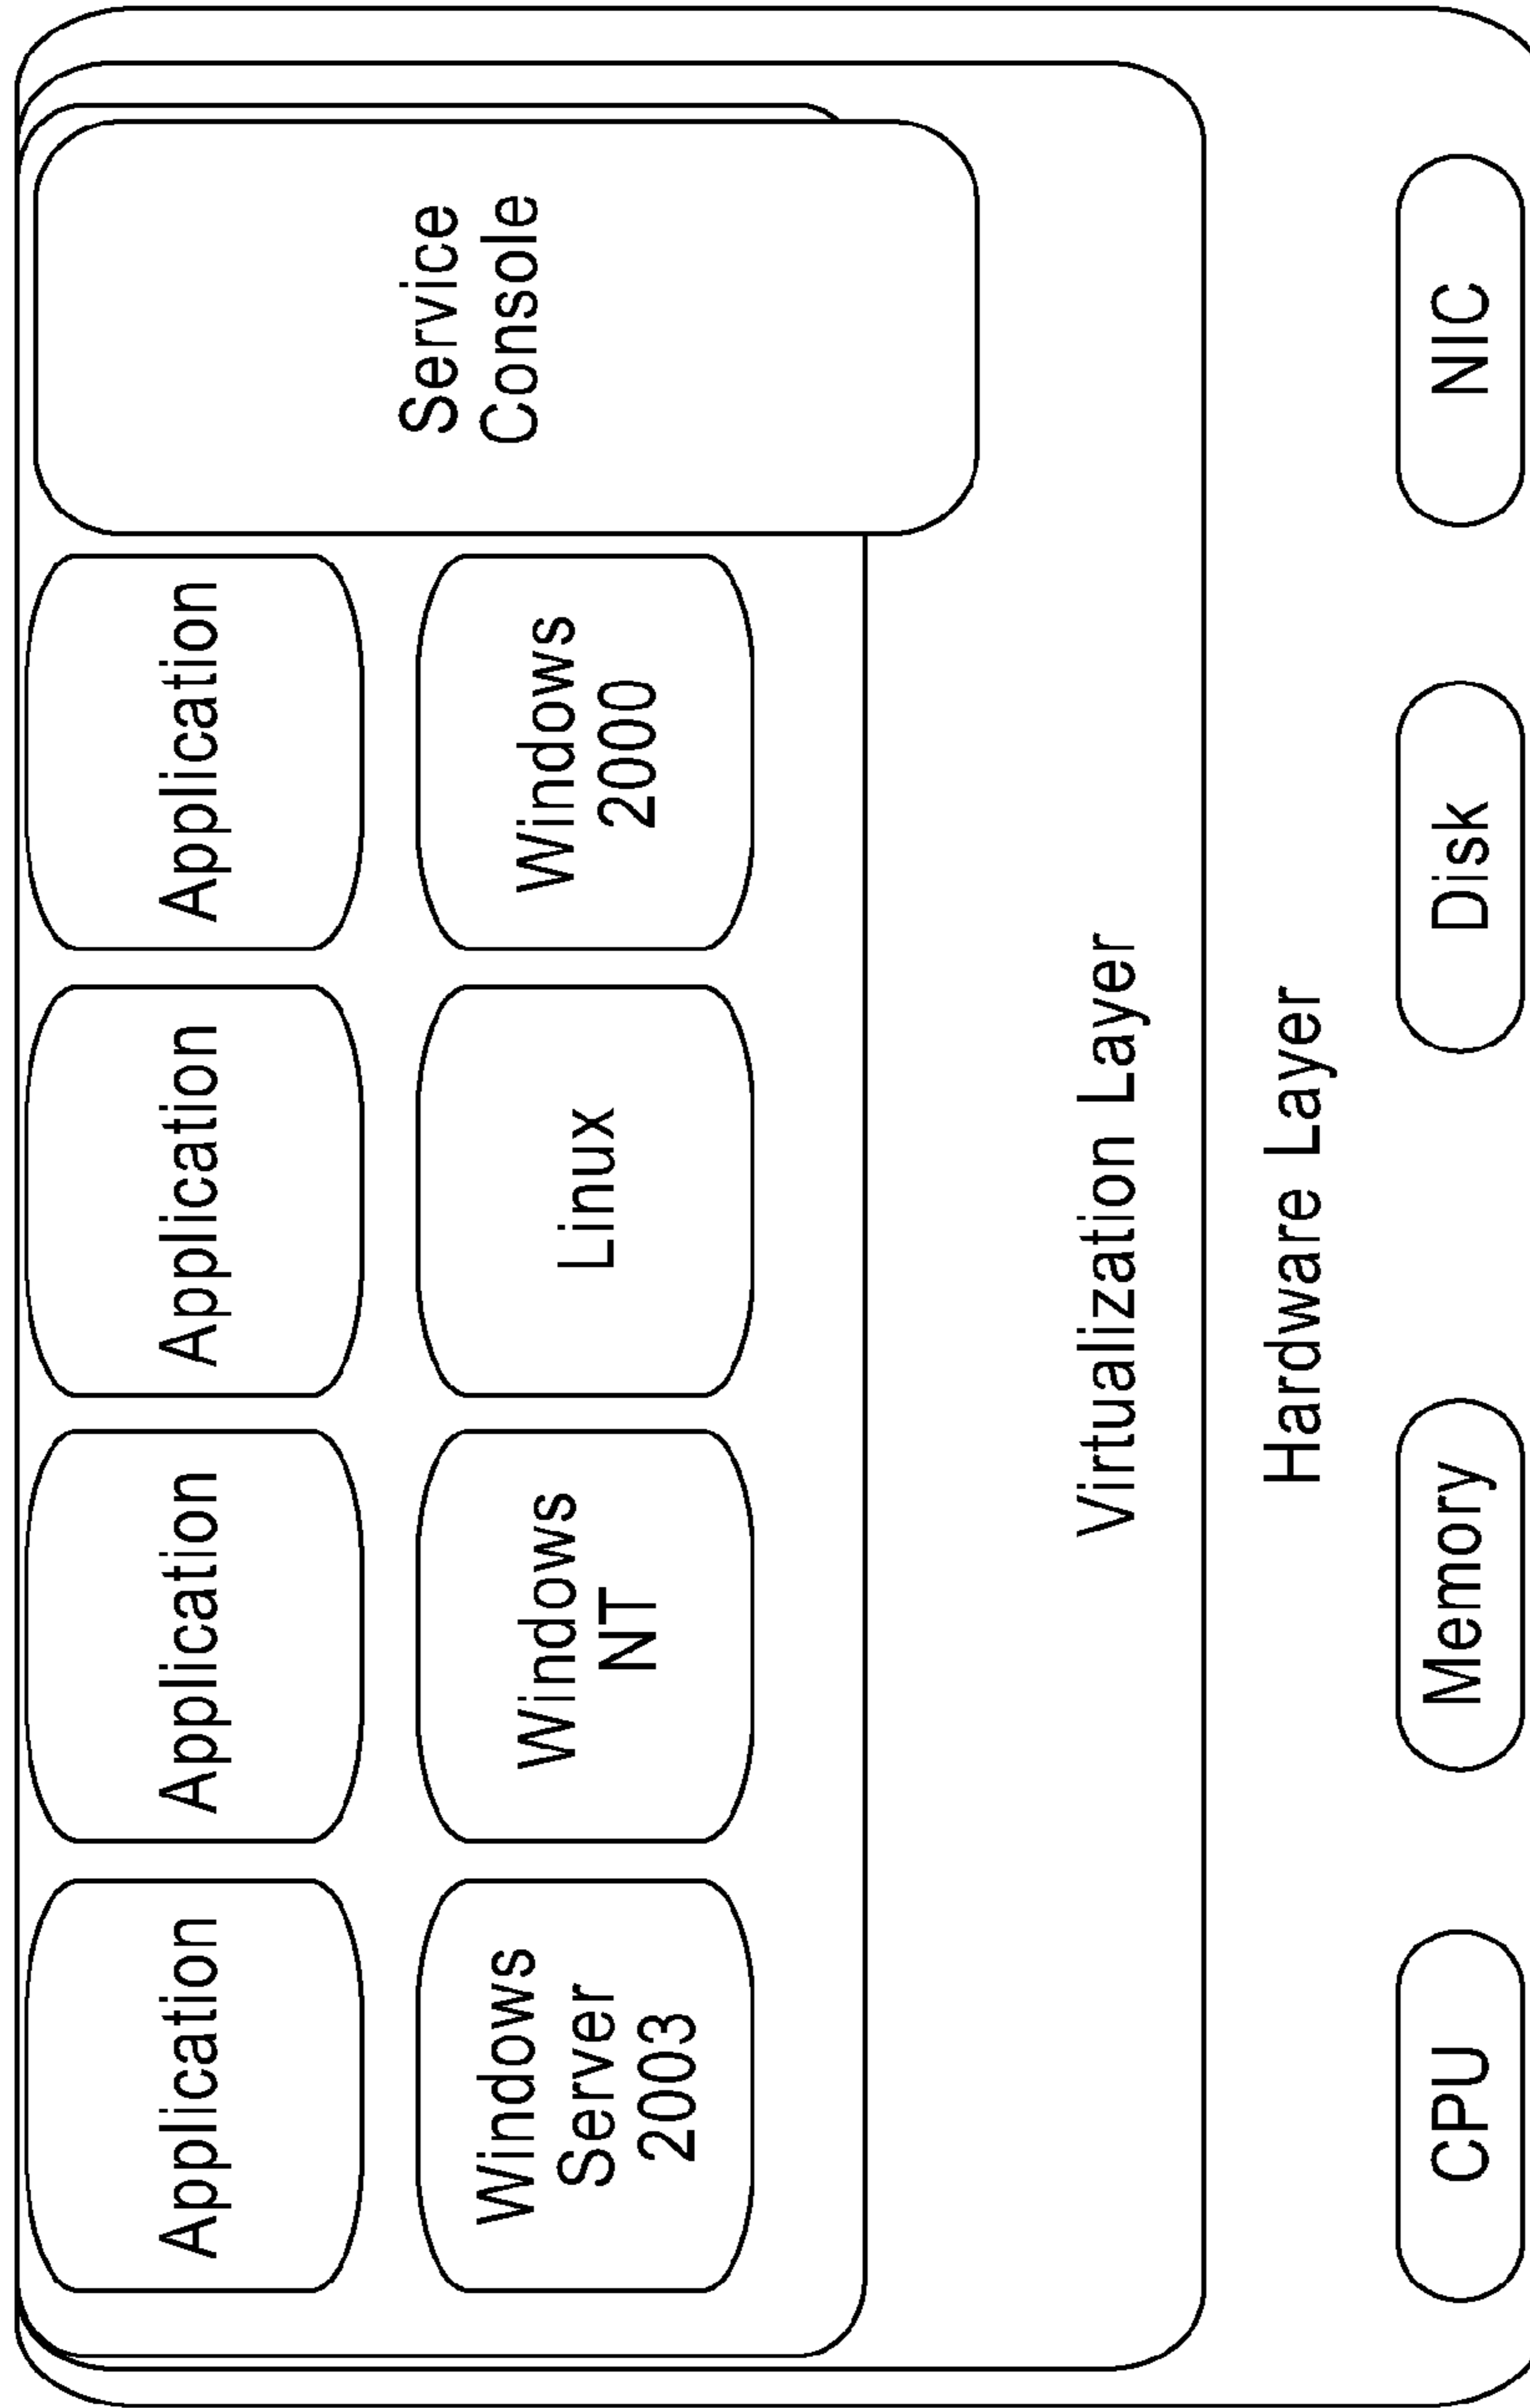 Application
Application
Application
Application
Service
Console
Windows
Server
2003
Windows
NT
Linux
Windows
2000
Virtualization Layer
Hardware Layer
CPU
Memory
Disk
NIC